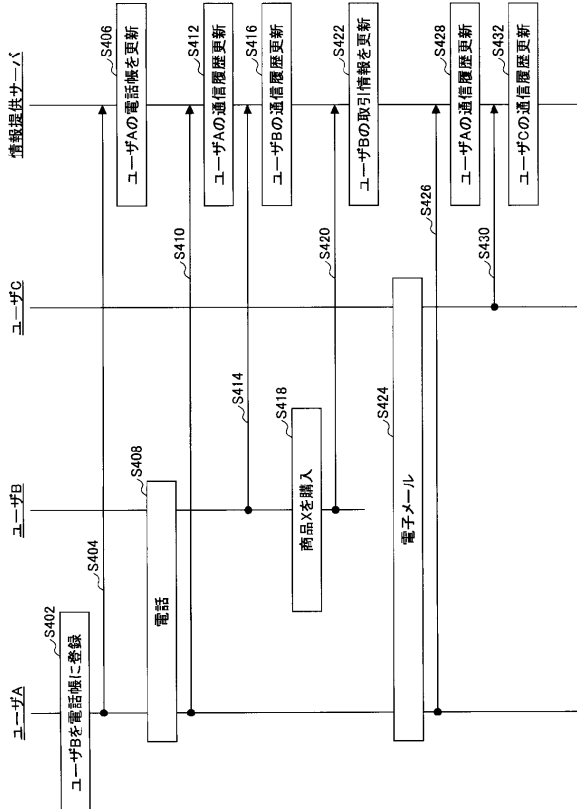 ユーザA
ユーザB
ユーザC
情報提供サーバ
S402
ユーザBを電話帳に登録
S404
S406
ユーザAの電話帳を更新
S408
電話
S410
S412
ユーザAの通信履歴更新
S414
S416
ユーザBの通信履歴更新
S418
商品Xを購入
S420
S422
ユーザBの取引情報を更新
S424
電子メール
S426
S428
ユーザAの通信履歴更新
S430
S432
ユーザCの通信履歴更新